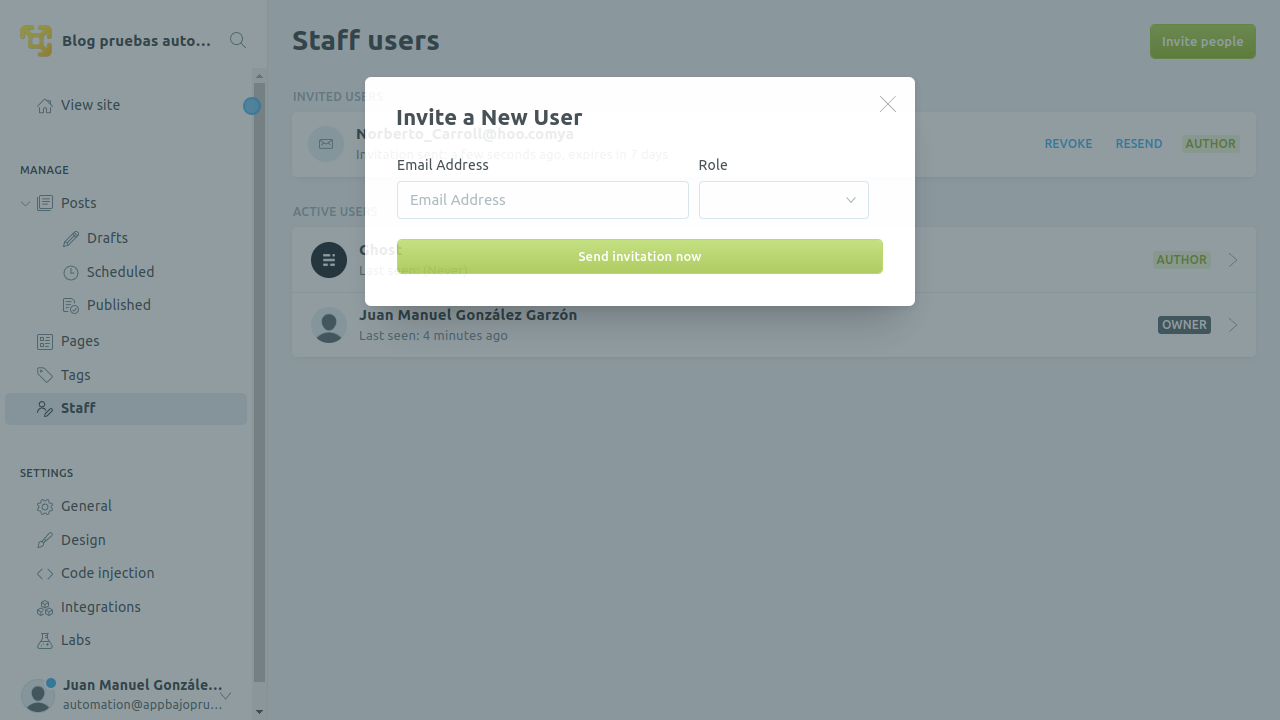 Blog pruebas auto...
View site
MANAGE
Posts
Drafts
Scheduled
Published
Pages
Tags
Staff
SETTINGS
General
Design
Code injection
Integrations
Labs
Juan Manuel Gonzále...
automation@appbajopru...
Staff users
Invite people
INVITED USERS
Norberto_Carroll@hoo.comya
Invitation sent: a few seconds ago, expires in 7 days
REVOKE RESEND AUTHOR
Invite a New User
Email Address Role
Email Address
Send invitation now
ACTIVE USERS
Ghost
Last seen: (Never)
AUTHOR
Juan Manuel González Garzón
Last seen: 4 minutes ago
OWNER